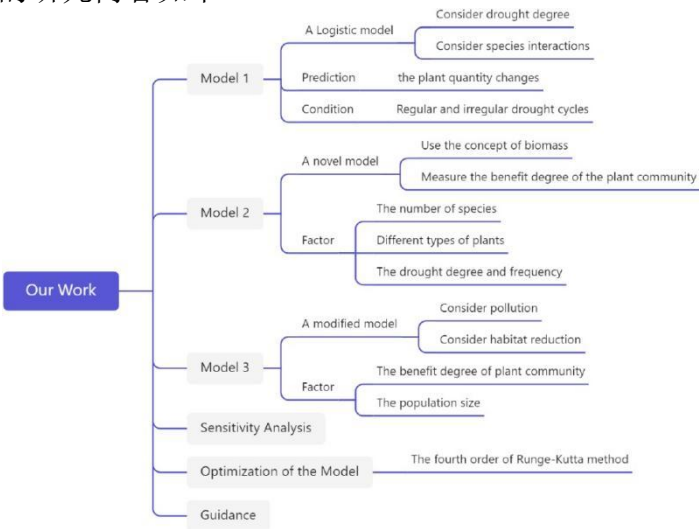 Our Work
Model 1
A Logistic model
Consider drought degree
Consider species interactions
Prediction
the plant quantity changes
Condition
Regular and irregular drought cycles
Model 2
A novel model
Use the concept of biomass
Measure the benefit degree of the plant community
Factor
The number of species
Different types of plants
The drought degree and frequency
Model 3
A modified model
Consider pollution
Consider habitat reduction
Factor
The benefit degree of plant community
The population size
Sensitivity Analysis
Optimization of the Model
The fourth order of Runge-Kutta method
Guidance